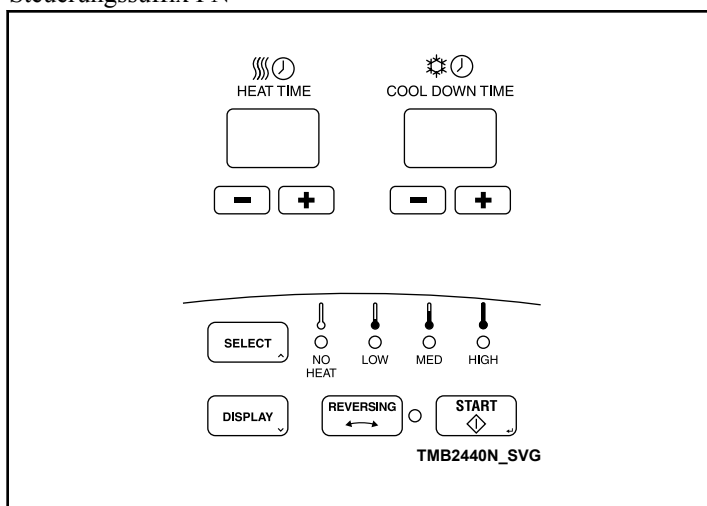 HEAT TIME COOL DOWN TIME
SELECT
NO HEAT LOW MED HIGH
DISPLAY REVERSING START
TMB2440N_SVG